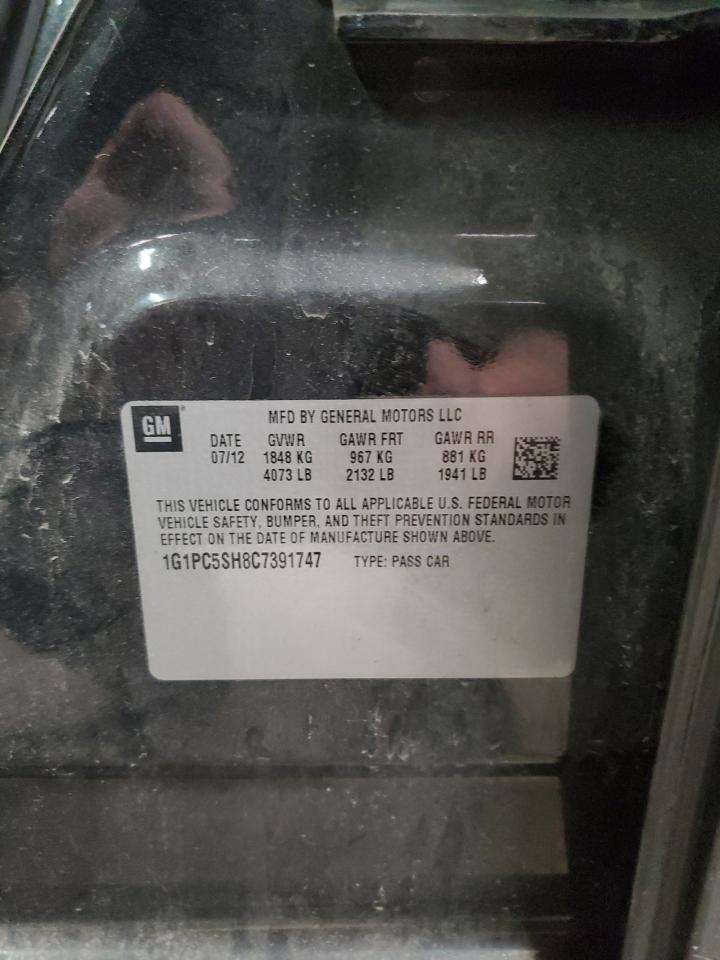 GM
MFD BY GENERAL MOTORS LLC
DATE GVWR GAWR FRT GAWR RR
07/12 1848 KG 967 KG 881 KG
4073 LB 2132 LB 1941 LB
THIS VEHICLE CONFORMS TO ALL APPLICABLE U.S. FEDERAL MOTOR
VEHICLE SAFETY, BUMPER, AND THEFT PREVENTION STANDARDS IN
EFFECT ON THE DATE OF MANUFACTURE SHOWN ABOVE.
1G1PC5SH8C7391747 TYPE: PASS CAR